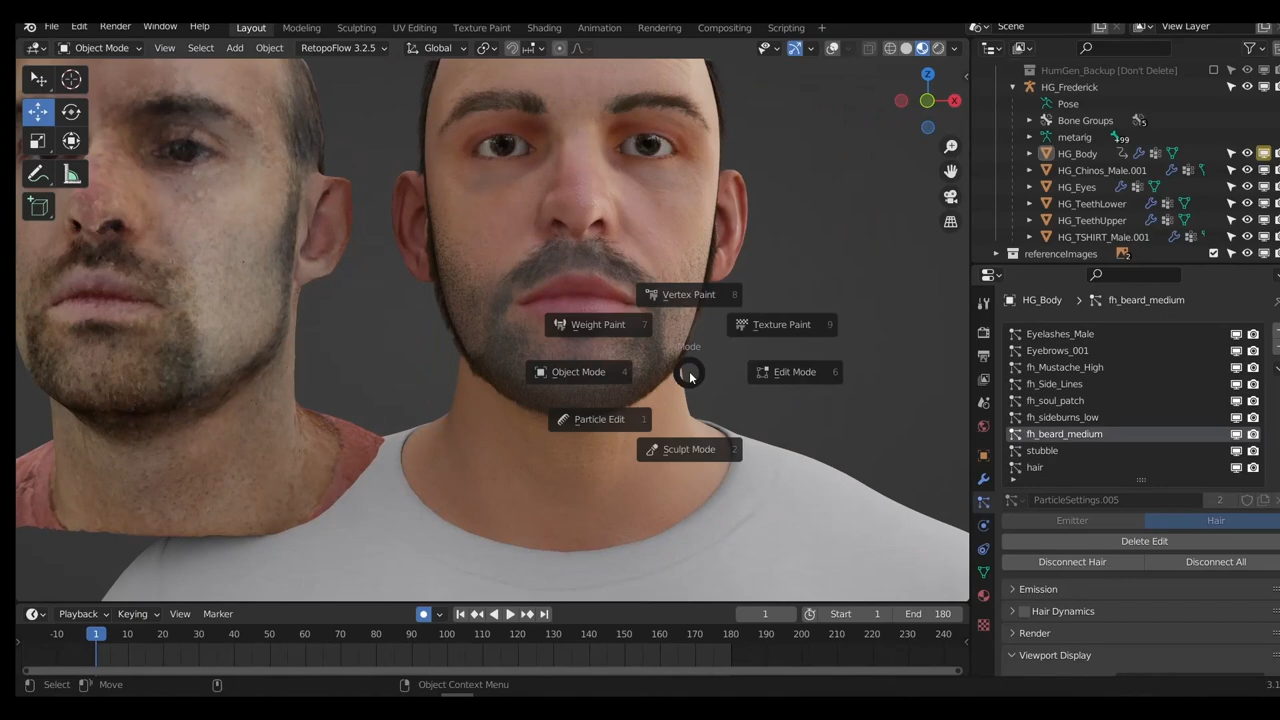 File Edit Render Window Help Layout Modeling Sculpting UV Editing Texture Paint Shading Animation Rendering Compositing Scripting + Scene View Layer
Object Mode View Select Add Object RetopoFlow 3.2.5 Global
HumGen_Backup [Don't Delete]
HG_Frederick
Pose
Bone Groups 5
metarig +99
HG_Body
HG_Chinos_Male.001
HG_Eyes
HG_TeethLower
HG_TeethUpper
HG_TSHIRT_Male.001
referenceImages 2
Z
X
Vertex Paint 8
Weight Paint 7
Texture Paint 9
Mode
Object Mode 4
Edit Mode 6
Particle Edit 1
Sculpt Mode 2
HG_Body > fh_beard_medium
Eyelashes_Male
Eyebrows_001
fh_Mustache_High
fh_Side_Lines
fh_soul_patch
fh_sideburns_low
fh_beard_medium
stubble
hair
ParticleSettings.005 2
Emitter Hair
Delete Edit
Disconnect Hair Disconnect All
Emission
Hair Dynamics
Render
Viewport Display
Playback Keying View Marker 1 Start 1 End 180
-10 1 10 20 30 40 50 60 70 80 90 100 110 120 130 140 150 160 170 180 190 200 210 220 230 240
Select Move Object Context Menu 3.1